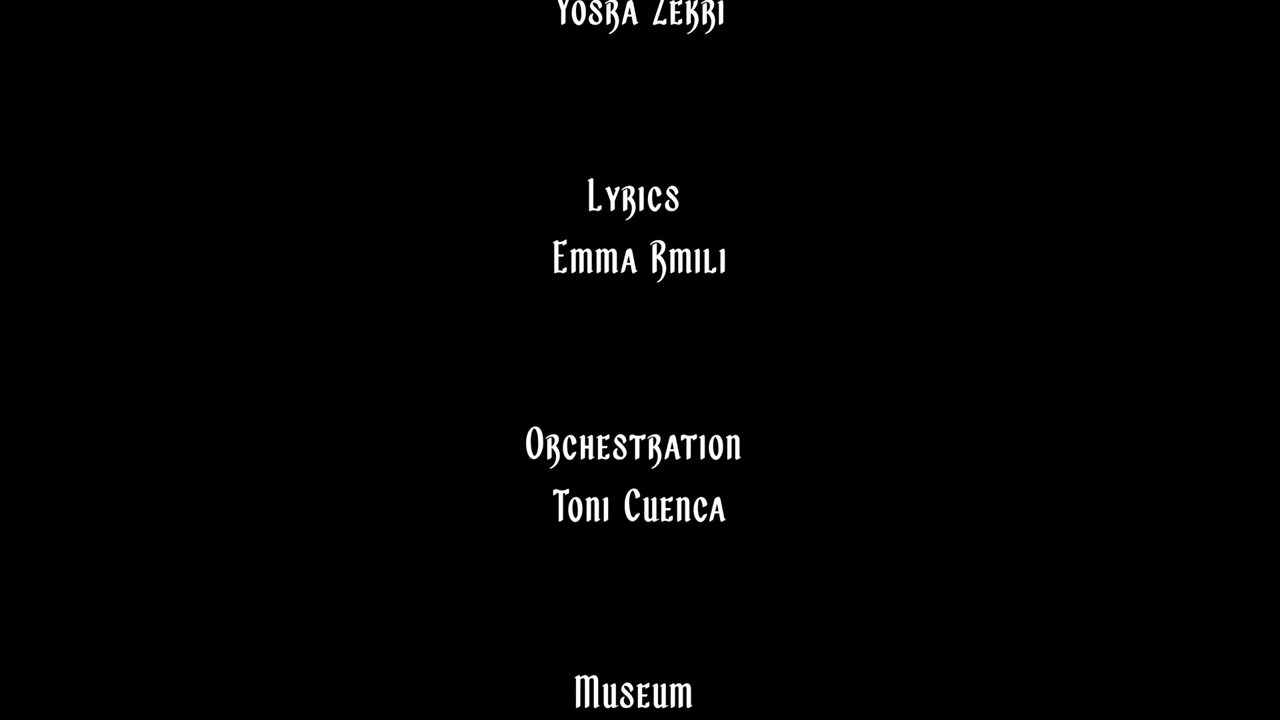 Yosra Zekri
Lyrics
Emma Rmili
Orchestration
Toni Cuenca
Museum